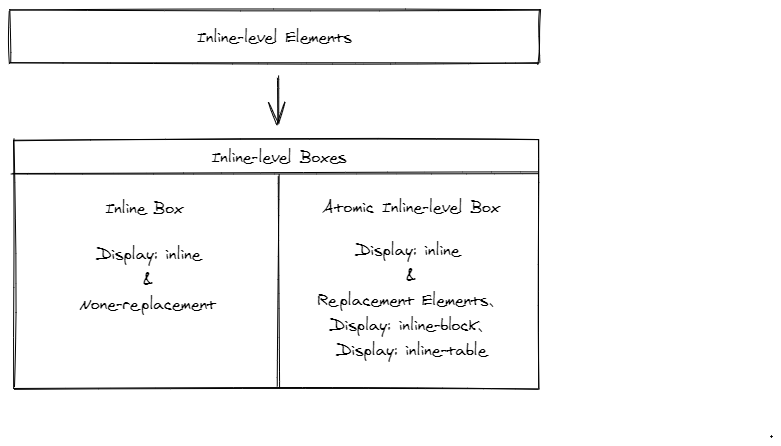 Inline-level Elements
Inline-level Boxes
Inline Box
Display: inline
&
None-replacement
Atomic Inline-level Box
Display: inline
&
Replacement Elements、
Display: inline-block、
Display: inline-table